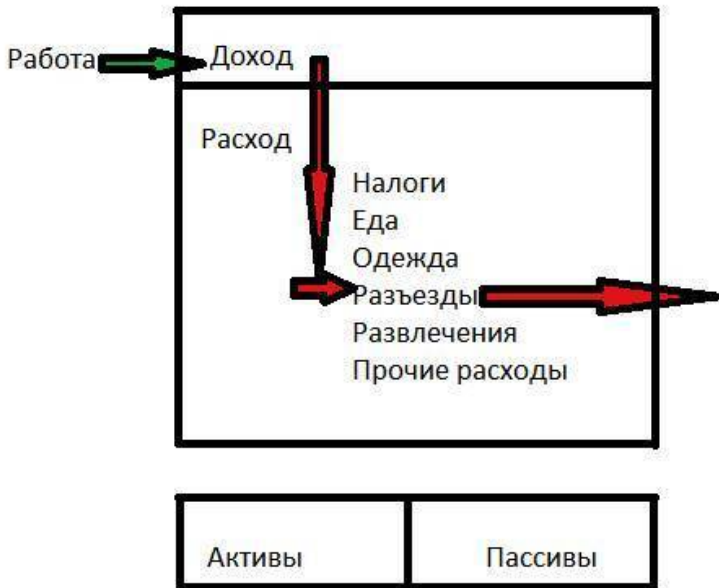 Работа
Доход
Расход
Налоги
Еда
Одежда
Разъезды
Развлечения
Прочие расходы
Активы
Пассивы